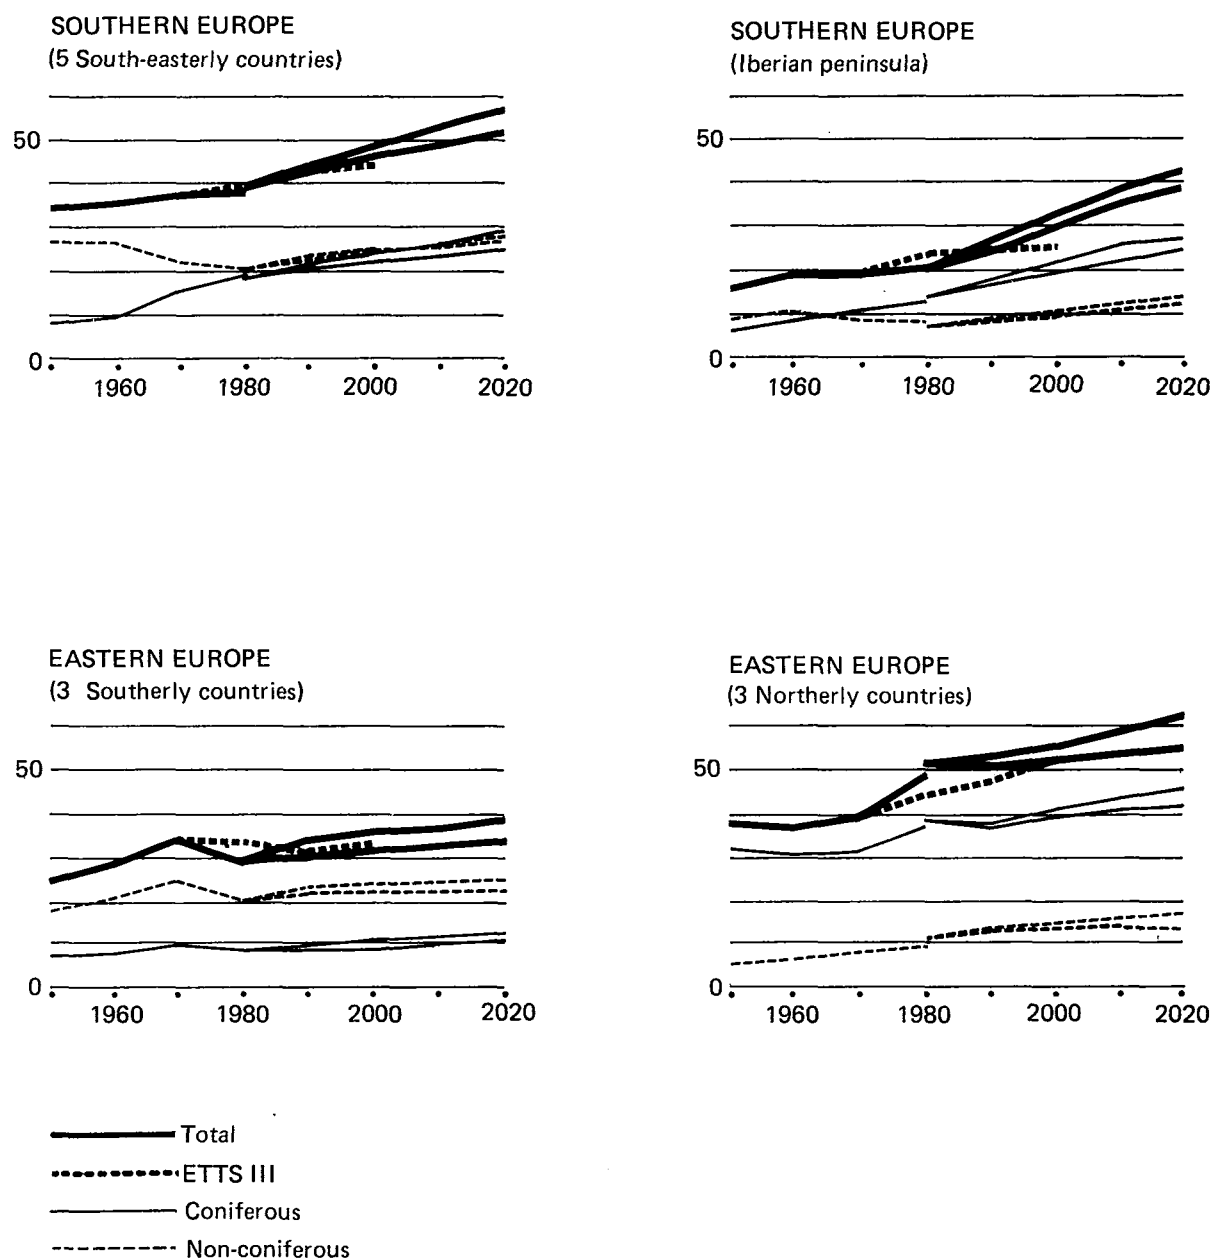 SOUTHERN EUROPE
(5 South-easterly countries)
50
0
1960 1980 2000 2020
SOUTHERN EUROPE
(Iberian peninsula)
50
0
1960 1980 2000 2020
EASTERN EUROPE
(3 Southerly countries)
50
0
1960 1980 2000 2020
EASTERN EUROPE
(3 Northerly countries)
50
0
1960 1980 2000 2020
Total
ETTS III
Coniferous
Non-coniferous